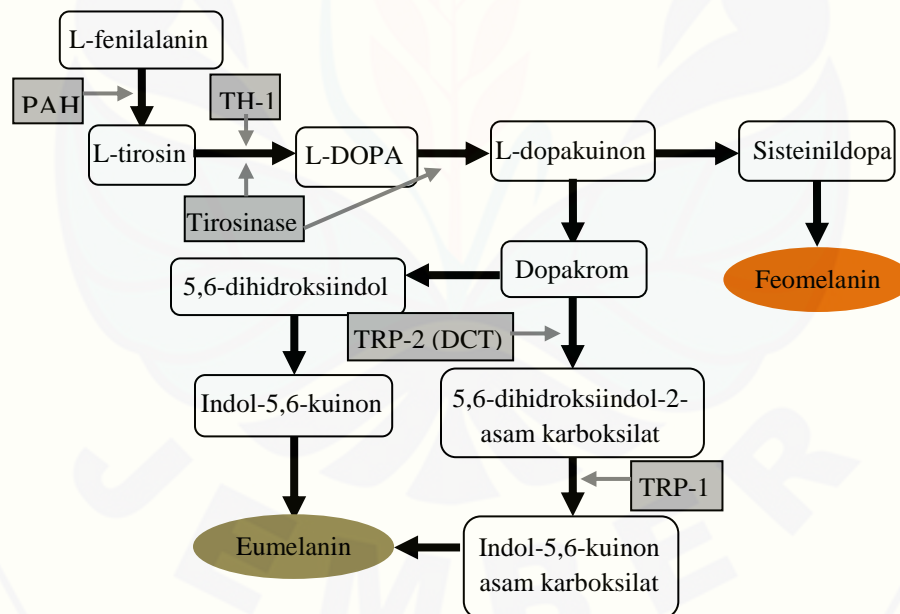 L-fenilalanin
PAH
TH-1
L-tirosin
L-DOPA
L-dopakuinon
Sisteinildopa
Tirosinase
Dopakrom
Feomelanin
5,6-dihidroksiindol
TRP-2 (DCT)
Indol-5,6-kuinon
5,6-dihidroksiindol-2-
asam karboksilat
TRP-1
Eumelanin
Indol-5,6-kuinon
asam karboksilat
JEMBER